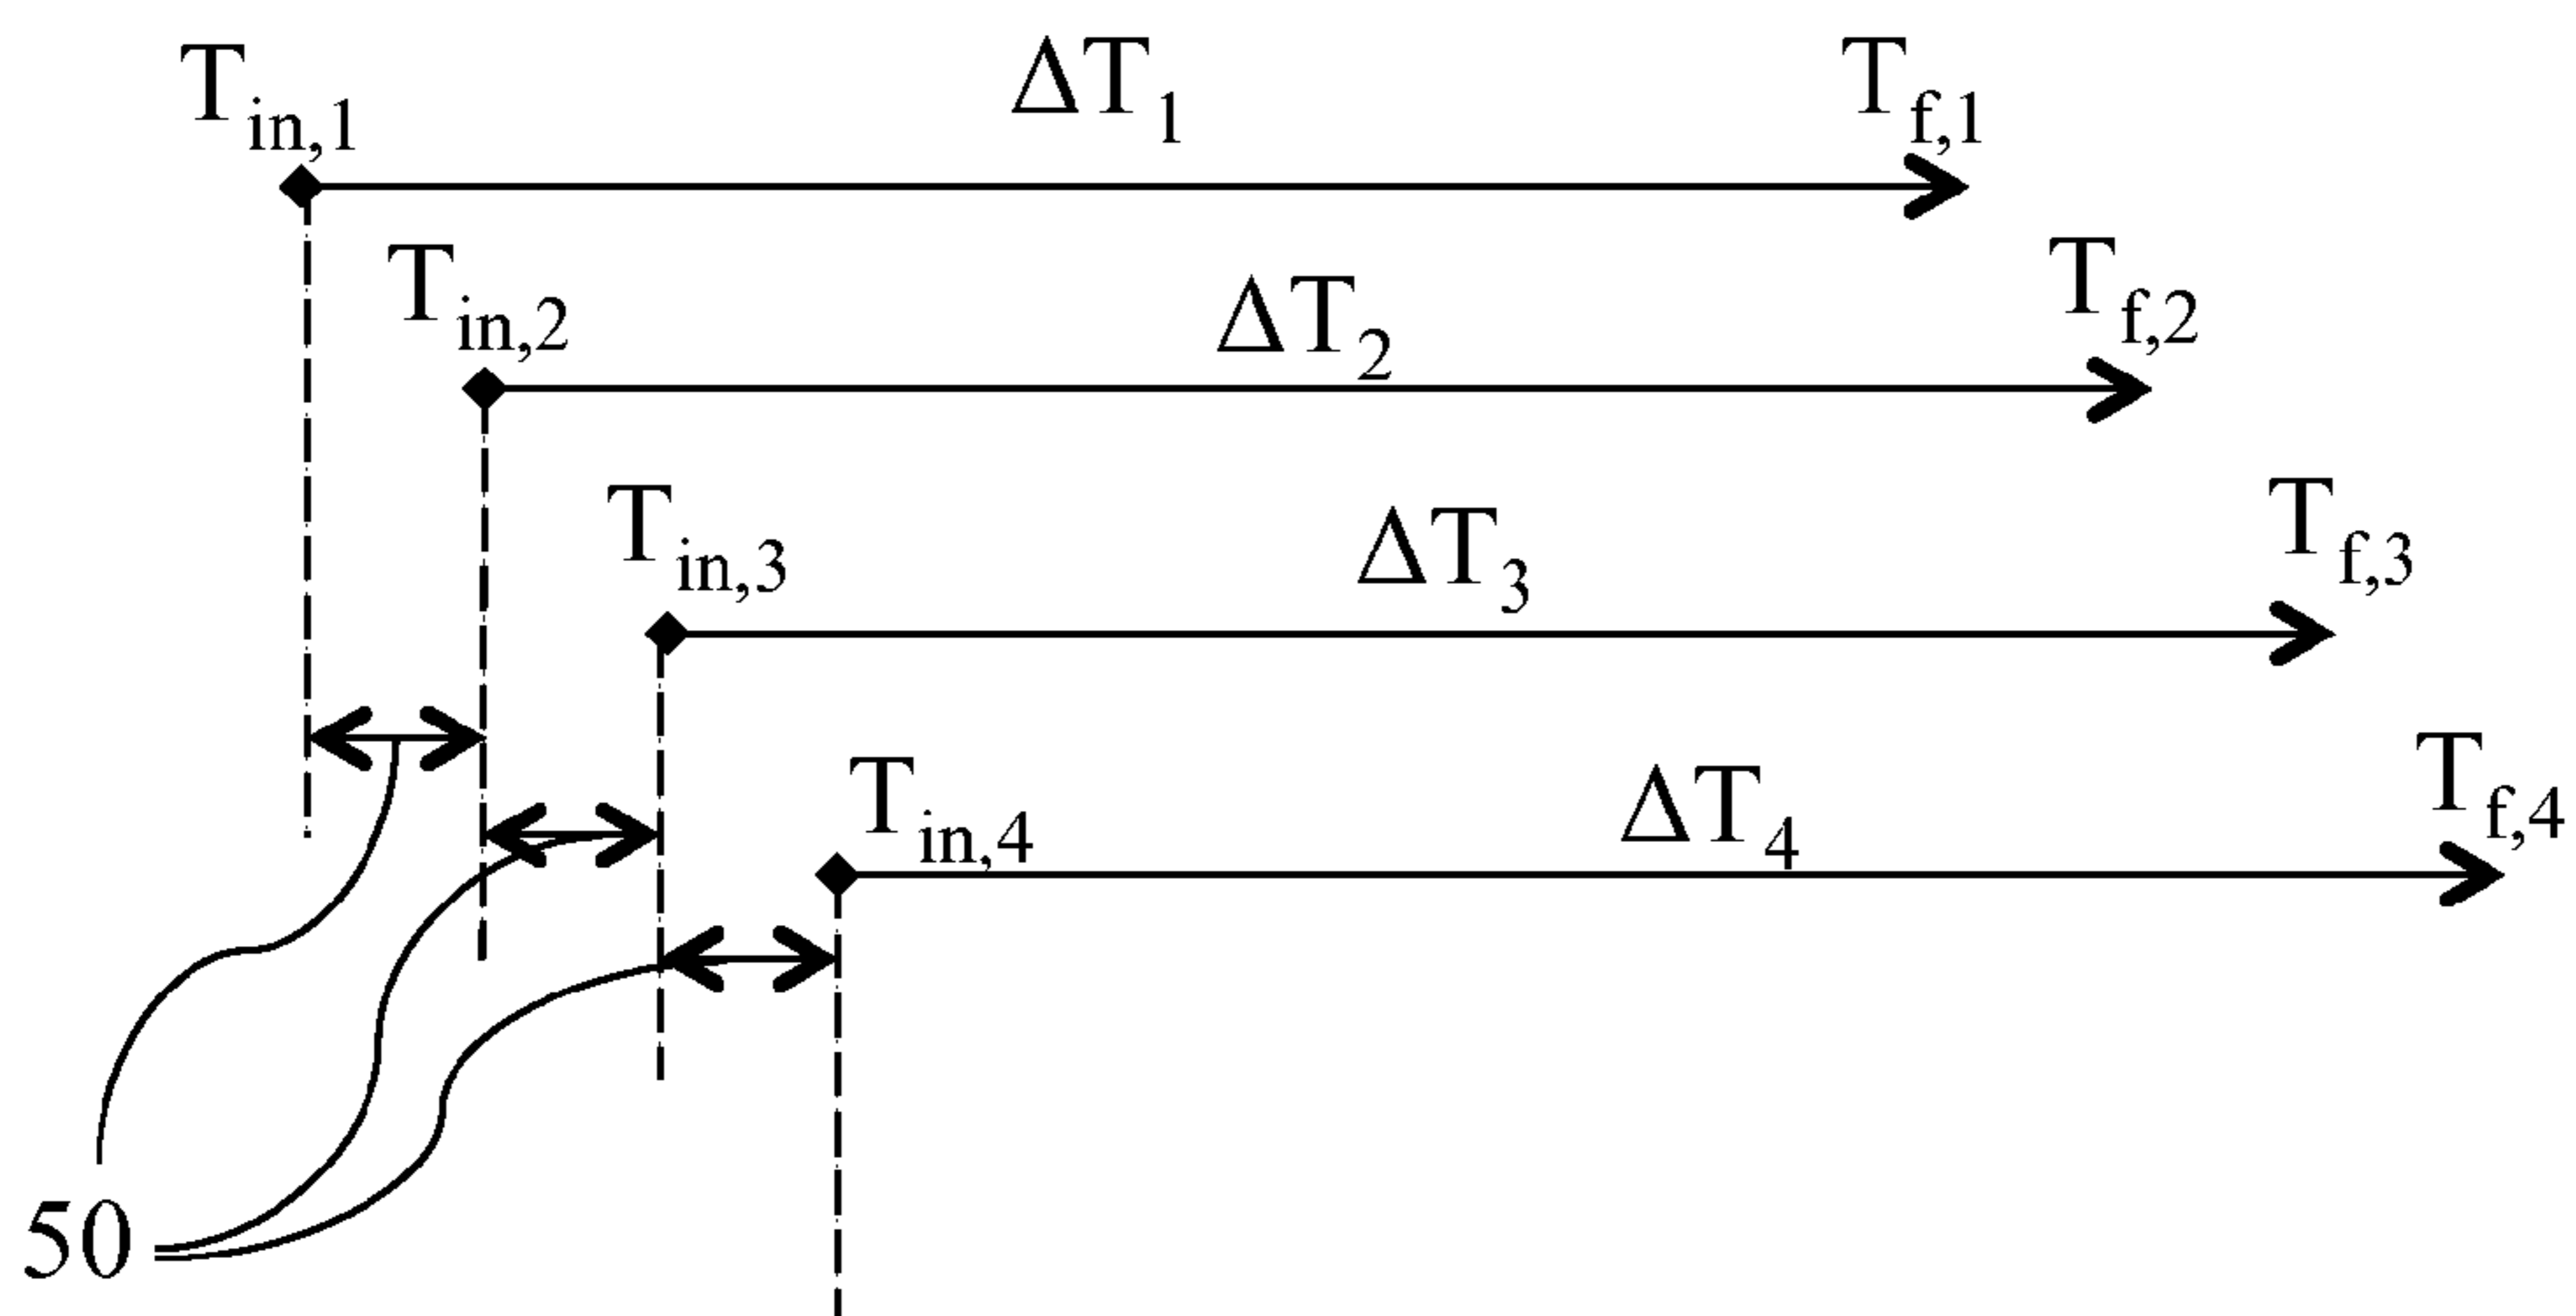 T_in,1 ΔT_1 T_f,1
T_in,2 ΔT_2 T_f,2
T_in,3 ΔT_3 T_f,3
T_in,4 ΔT_4 T_f,4
50